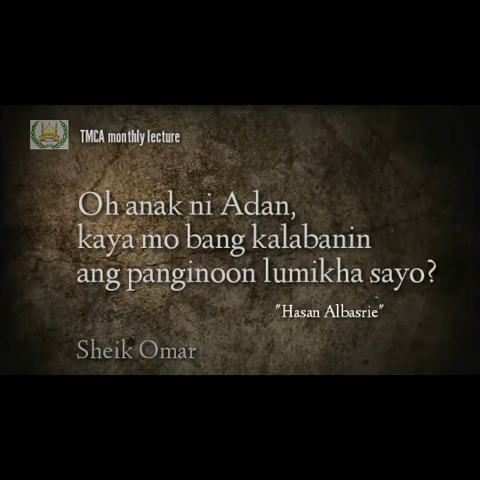 TMCA monthly lecture
Oh anak ni Adan,
kaya mo bang kalabanin
ang panginoon lumikha sayo?
"Hasan Albasrie"
Sheik Omar